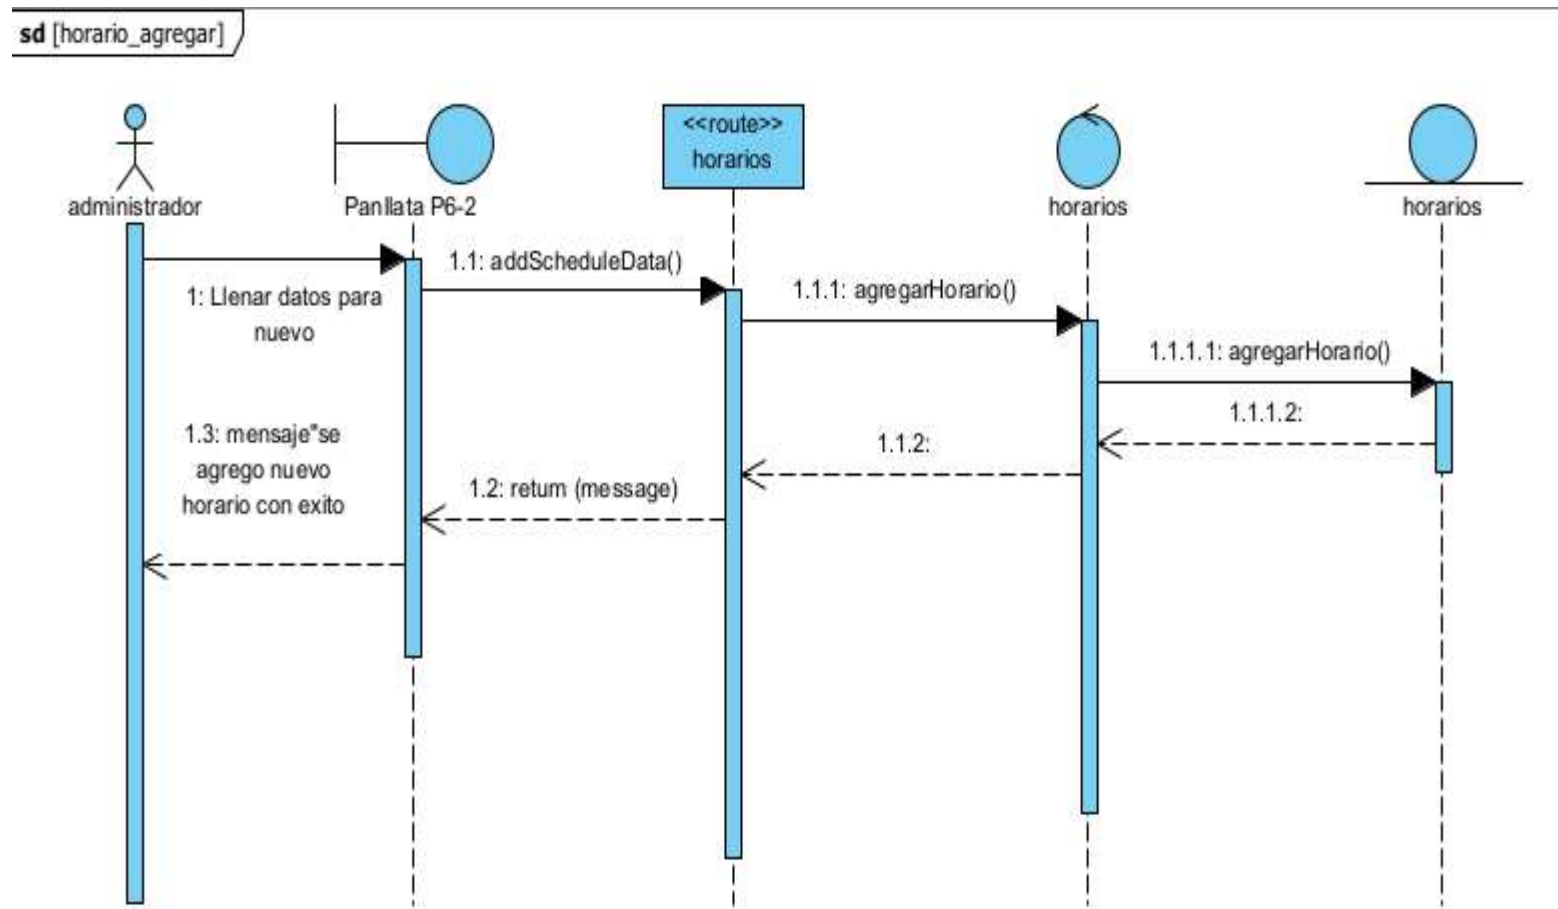 sd [horario_agregar]
<<route>>
horarios
administrador
Panllata P6-2
horarios
horarios
1: Llenar datos para
nuevo
1.1: addScheduleData()
1.1.1: agregarHorario()
1.1.1.1: agregarHorario()
1.1.1.2:
1.1.2:
1.2: return (message)
1.3: mensaje"se
agrego nuevo
horario con exito